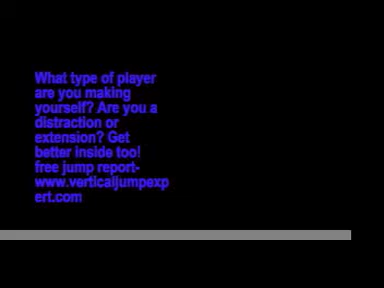 What type of player
are you making
yourself? Are you a
distraction or
extension? Get
better inside too!
free jump report-
www.verticaljumpexp
ert.com